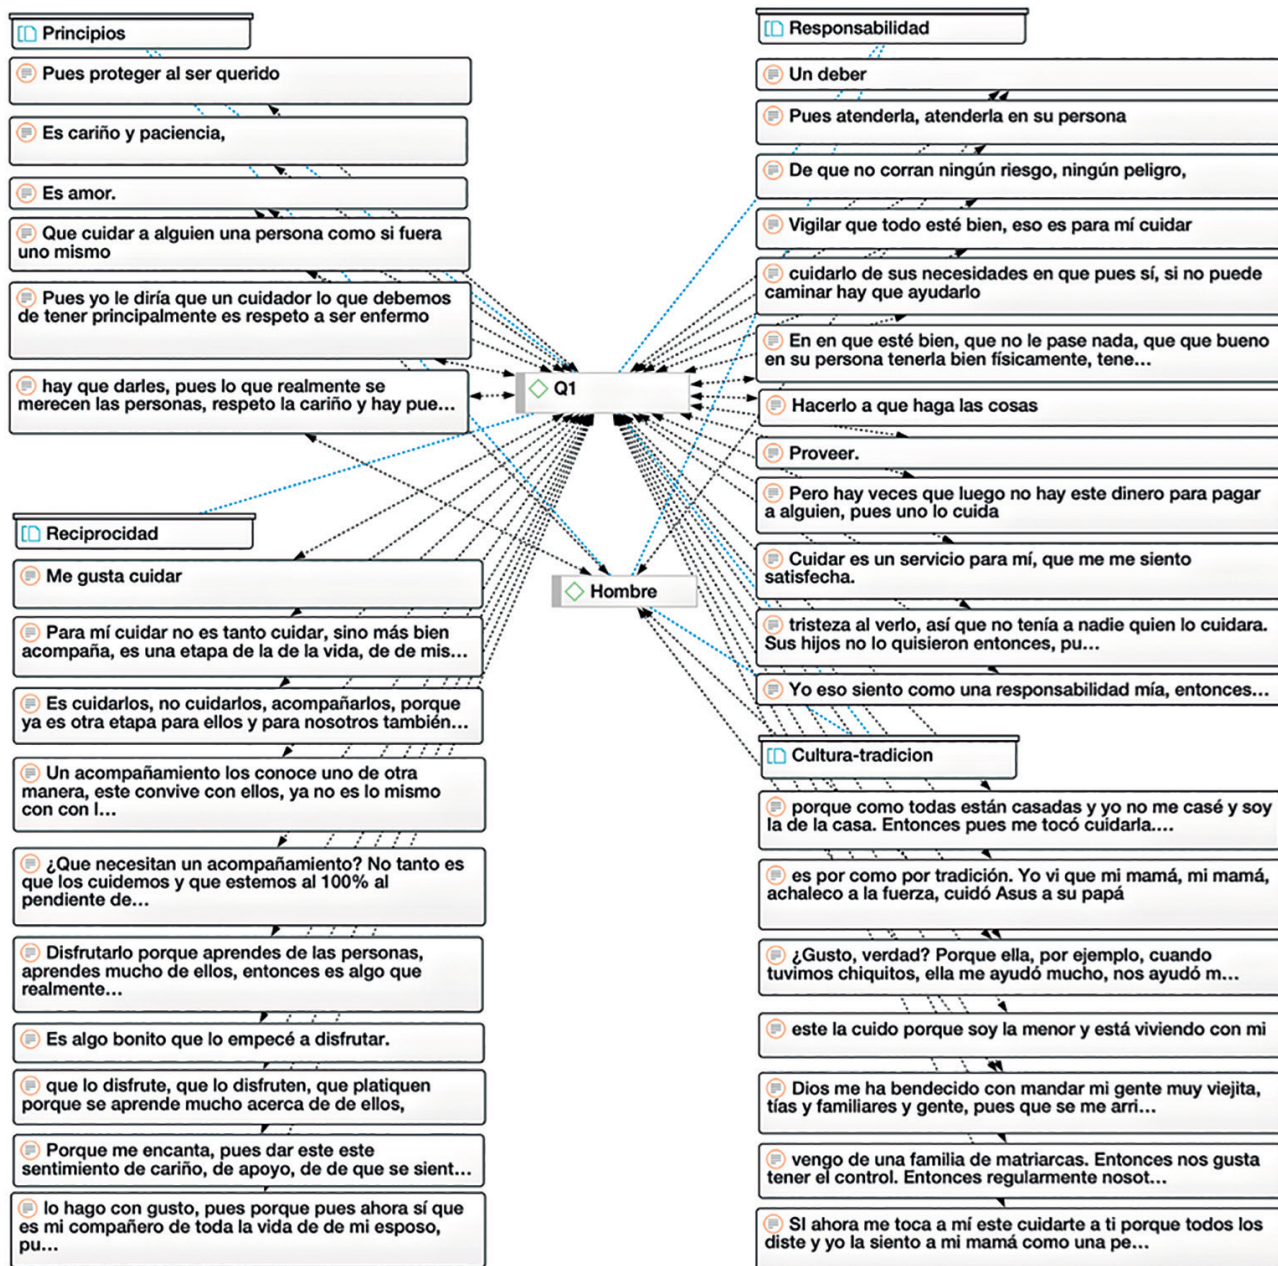 Principios
Pues proteger al ser querido
Es cariño y paciencia,
Es amor.
Que cuidar a alguien una persona como si fuera
uno mismo
Pues yo le diría que un cuidador lo que debemos
de tener principalmente es respeto a ser enfermo
hay que darles, pues lo que realmente se
merecen las personas, respeto la cariño y hay pue...
Q1
Hombre
Reciprocidad
Me gusta cuidar
Para mí cuidar no es tanto cuidar, sino más bien
acompaña, es una etapa de la de la vida, de de mis...
Es cuidarlos, no cuidarlos, acompañarlos, porque
ya es otra etapa para ellos y para nosotros también...
Un acompañamiento los conoce uno de otra
manera, este convive con ellos, ya no es lo mismo
con con l...
¿Que necesitan un acompañamiento? No tanto es
que los cuidemos y que estemos al 100% al
pendiente de...
Disfrutarlo porque aprendes de las personas,
aprendes mucho de ellos, entonces es algo que
realmente...
Es algo bonito que lo empecé a disfrutar.
que lo disfrute, que lo disfruten, que platiquen
porque se aprende mucho acerca de de ellos,
Porque me encanta, pues dar este este
sentimiento de cariño, de apoyo, de de que se sient...
lo hago con gusto, pues porque pues ahora sí que
es mi compañero de toda la vida de de mi esposo,
pu...
Responsabilidad
Un deber
Pues atenderla, atenderla en su persona
De que no corran ningún riesgo, ningún peligro,
Vigilar que todo esté bien, eso es para mí cuidar
cuidarlo de sus necesidades en que pues sí, si no puede
caminar hay que ayudarlo
En en que esté bien, que no le pase nada, que que bueno
en su persona tenerla bien físicamente, tene...
Hacerlo a que haga las cosas
Proveer.
Pero hay veces que luego no hay este dinero para pagar
a alguien, pues uno lo cuida
Cuidar es un servicio para mí, que me me siento
satisfecha.
tristeza al verlo, así que no tenía a nadie quien lo cuidara.
Sus hijos no lo quisieron entonces, pu...
Yo eso siento como una responsabilidad mía, entonces...
Cultura-tradicion
porque como todas están casadas y yo no me casé y soy
la de la casa. Entonces pues me tocó cuidarla....
es por como por tradición. Yo vi que mi mamá, mi mamá,
achaleco a la fuerza, cuidó Asus a su papá
¿Gusto, verdad? Porque ella, por ejemplo, cuando
tuvimos chiquitos, ella me ayudó mucho, nos ayudó m...
este la cuido porque soy la menor y está viviendo con mi
Dios me ha bendecido con mandar mi gente muy viejita,
tías y familiares y gente, pues que se me arri...
vengo de una familia de matriarcas. Entonces nos gusta
tener el control. Entonces regularmente nosot...
SI ahora me toca a mí este cuidarte a ti porque todos los
diste y yo la siento a mi mamá como una pe...